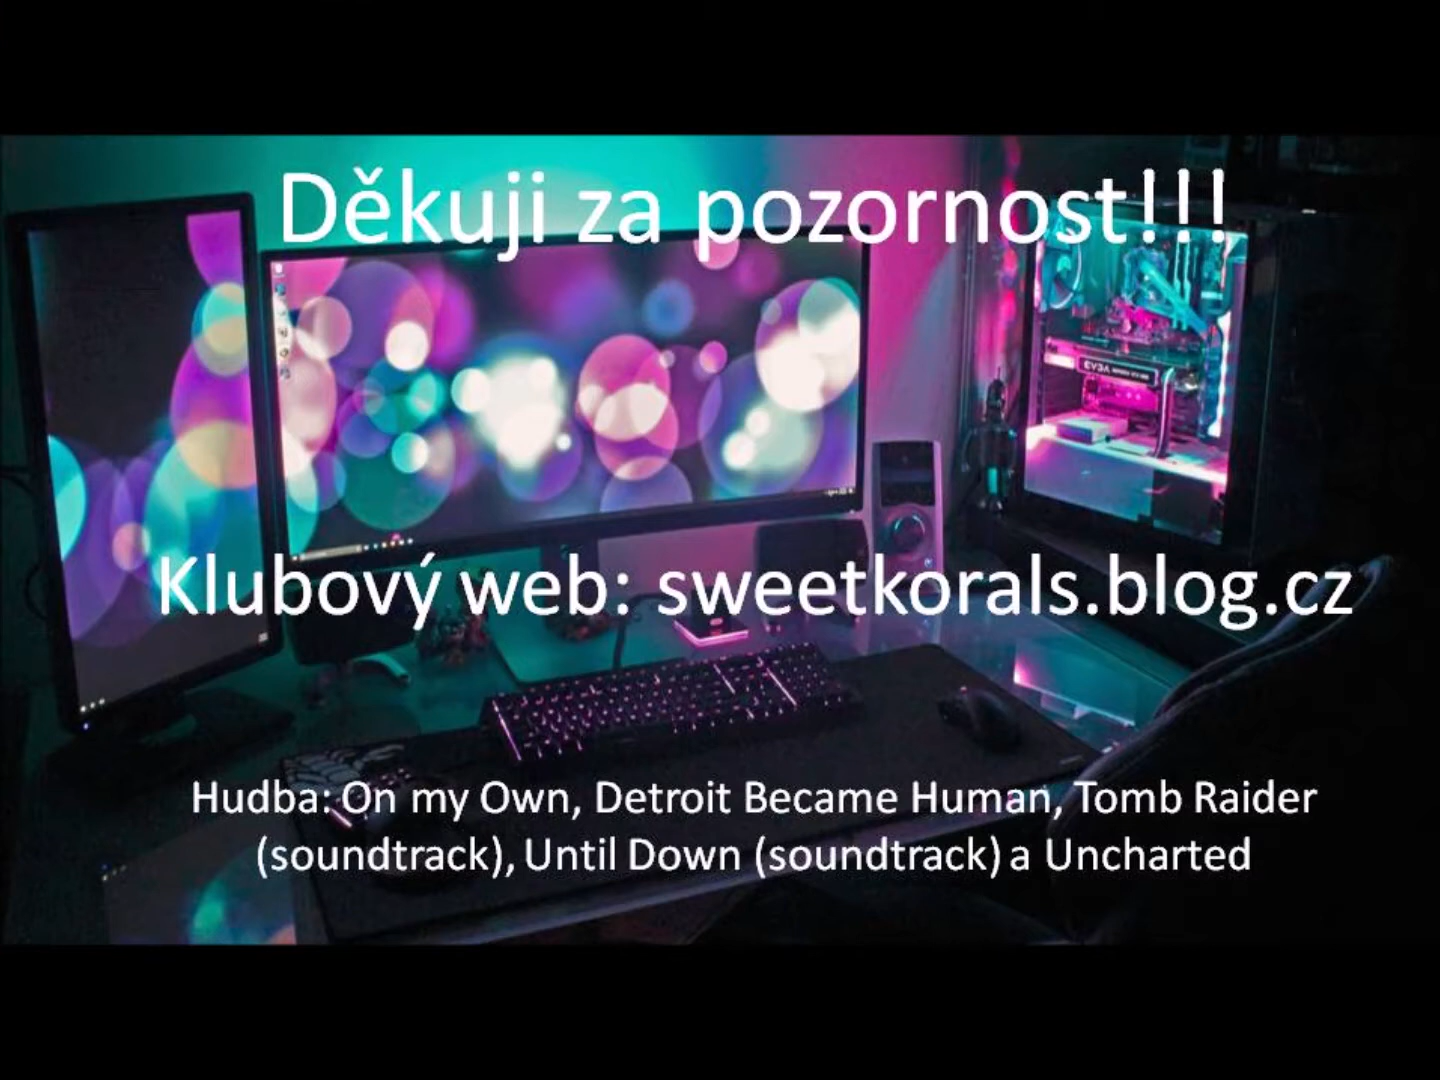 Děkuji za pozornost!!!
EVGA
Klubový web: sweetkorals.blog.cz
Hudba: On my Own, Detroit Became Human, Tomb Raider
(soundtrack), Until Down (soundtrack) a Uncharted